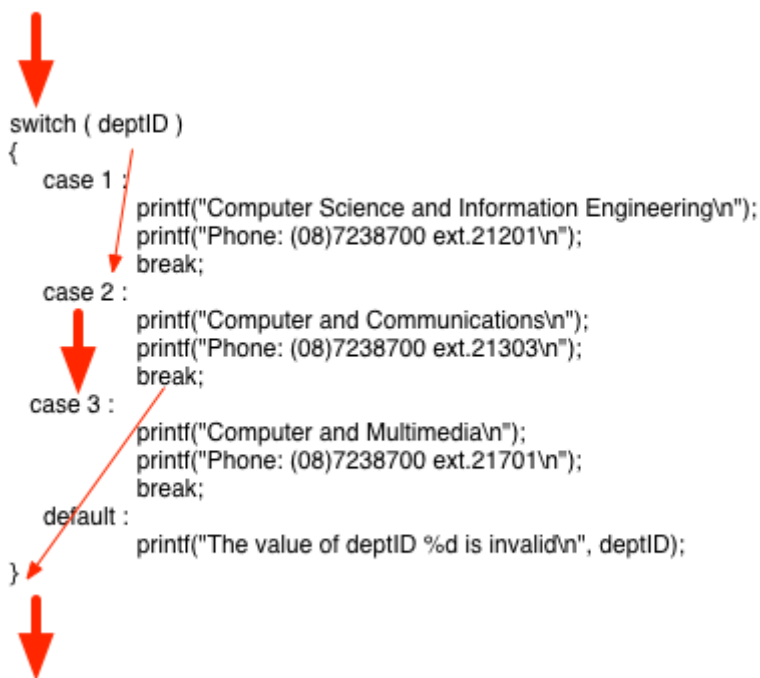 switch ( deptID )
{
case 1 :
printf("Computer Science and Information Engineering\n");
printf("Phone: (08)7238700 ext.21201\n");
break;
case 2 :
printf("Computer and Communications\n");
printf("Phone: (08)7238700 ext.21303\n");
break;
case 3 :
printf("Computer and Multimedia\n");
printf("Phone: (08)7238700 ext.21701\n");
break;
default :
printf("The value of deptID %d is invalid\n", deptID);
}